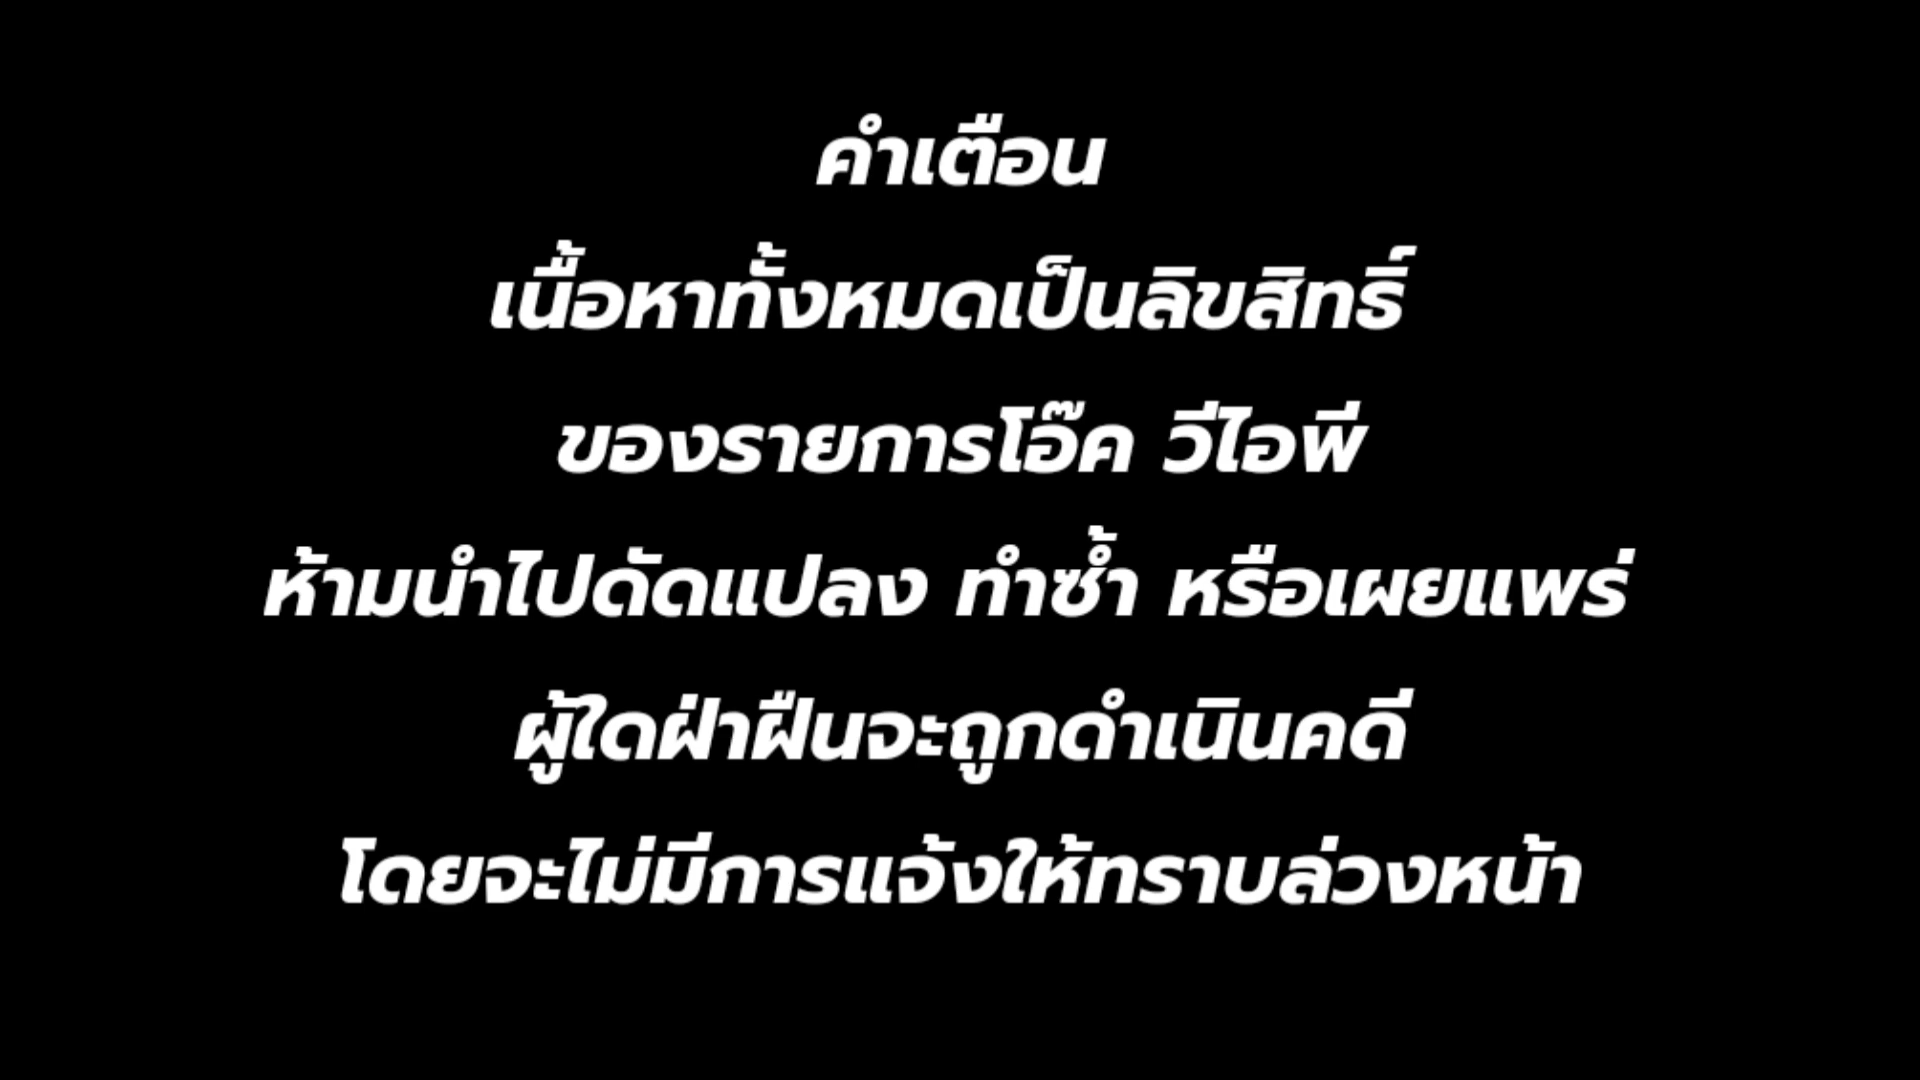 คำเตือน
เนื้อหาทั้งหมดเป็นลิขสิทธิ์
ของรายการโอ๊ค วีไอพี
ห้ามนำไปดัดแปลง ทำซ้ำ หรือเผยแพร่
ผู้ใดฝ่าฝืนจะถูกดำเนินคดี
โดยจะไม่มีการแจ้งให้ทราบล่วงหน้า